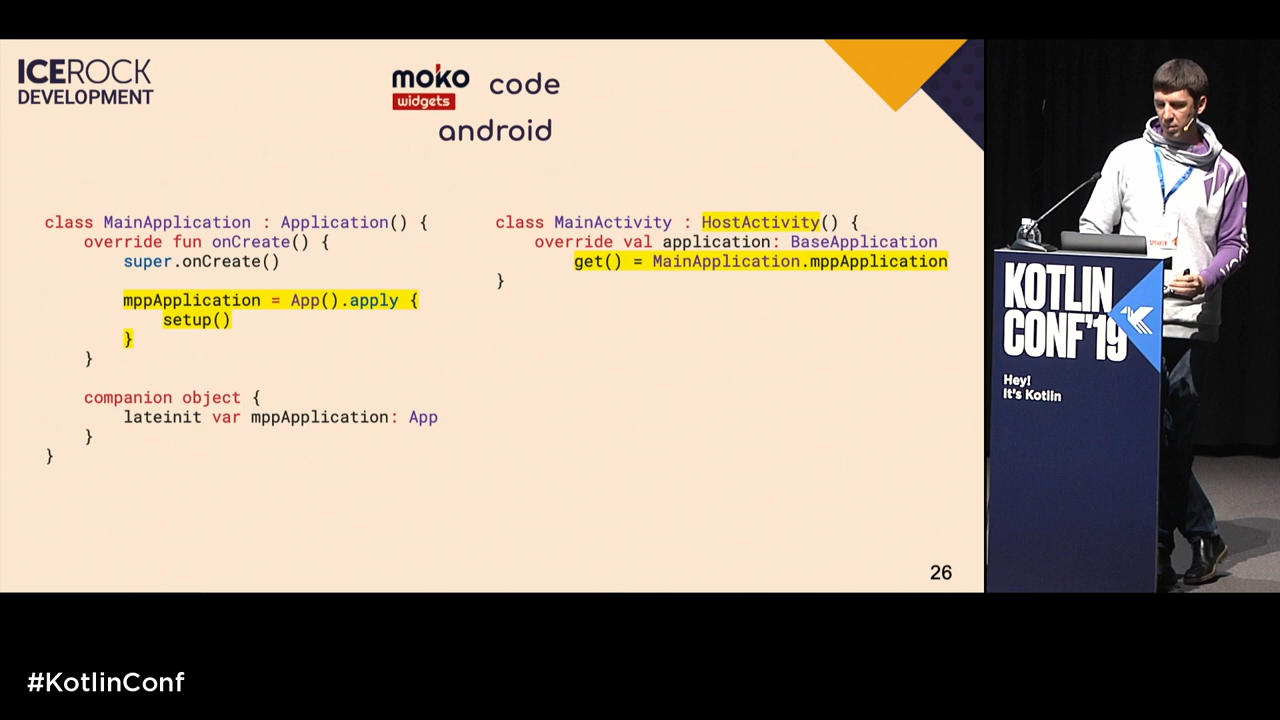 ICEROCK
DEVELOPMENT
moko
widgets
code
android
class MainApplication : Application() {
    override fun onCreate() {
        super.onCreate()
        mppApplication = App().apply {
            setup()
        }
    }
    companion object {
        lateinit var mppApplication: App
    }
}
class MainActivity : HostActivity() {
    override val application: BaseApplication
        get() = MainApplication.mppApplication
}
26
KOTLIN
CONF'19
Hey!
It's Kotlin
SPEAKER
#KotlinConf